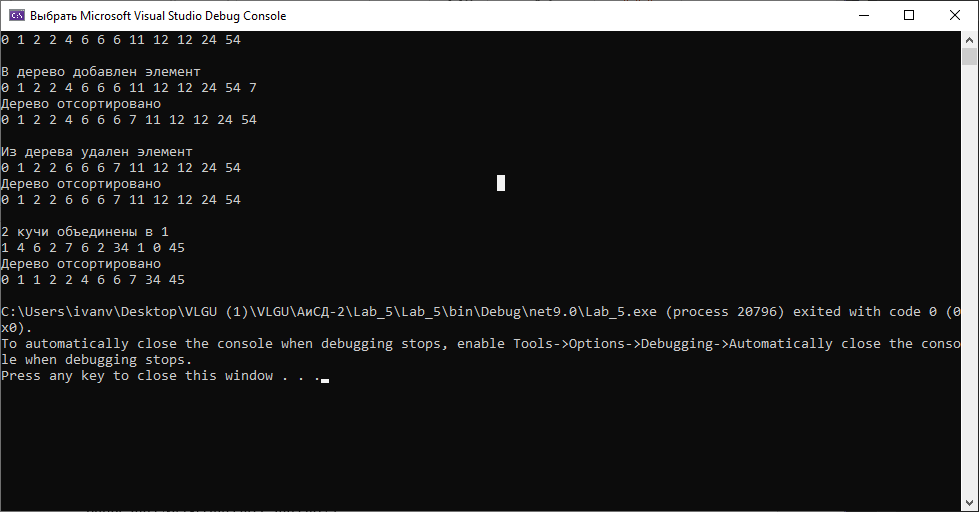 Выбрать Microsoft Visual Studio Debug Console
0 1 2 2 4 6 6 6 11 12 12 24 54
В дерево добавлен элемент
0 1 2 2 4 6 6 6 11 12 12 24 54 7
Дерево отсортировано
0 1 2 2 4 6 6 6 7 11 12 12 24 54
Из дерева удален элемент
0 1 2 2 6 6 6 7 11 12 12 24 54
Дерево отсортировано
0 1 2 2 6 6 6 7 11 12 12 24 54
2 кучи объединены в 1
1 4 6 2 7 6 2 34 1 0 45
Дерево отсортировано
0 1 1 2 2 4 6 6 7 34 45
C:\Users\ivanv\Desktop\VLGU (1)\VLGU\АиСД-2\Lab_5\Lab_5\bin\Debug\net9.0\Lab_5.exe (process 20796) exited with code 0 (0
x0).
To automatically close the console when debugging stops, enable Tools->Options->Debugging->Automatically close the conso
le when debugging stops.
Press any key to close this window . . .